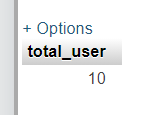 + Options
total_user
10